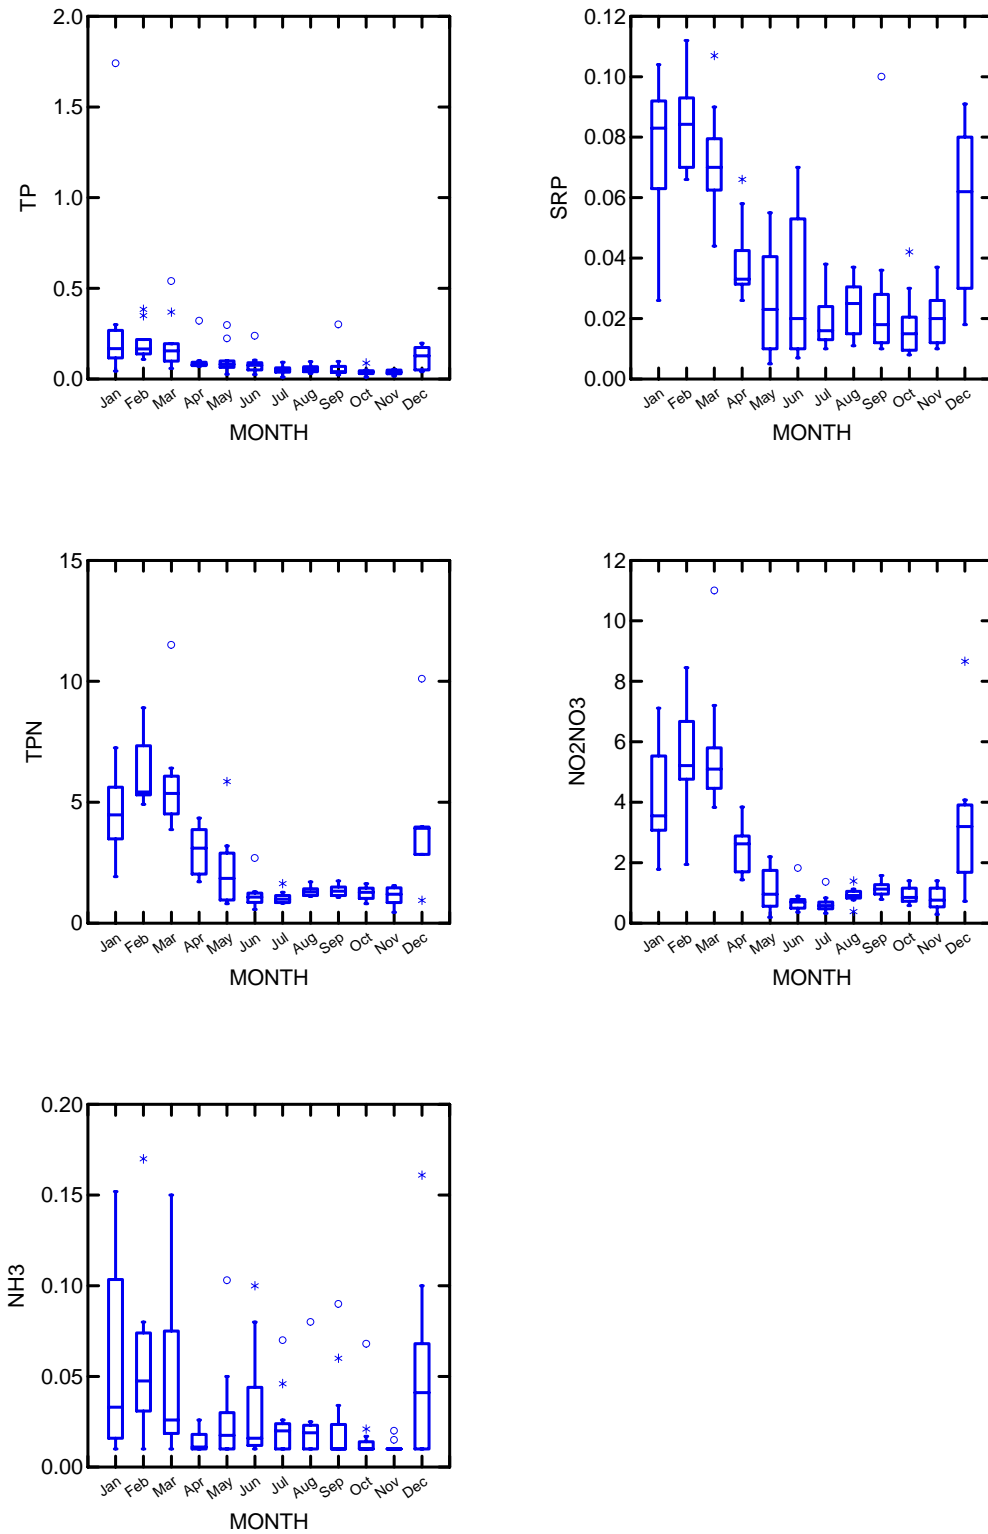 2.0
1.5
1.0
0.5
0.0
TP
Jan Feb Mar Apr May Jun Jul Aug Sep Oct Nov Dec
MONTH
0.12
0.10
0.08
0.06
0.04
0.02
0.00
SRP
Jan Feb Mar Apr May Jun Jul Aug Sep Oct Nov Dec
MONTH
15
10
5
0
TPN
Jan Feb Mar Apr May Jun Jul Aug Sep Oct Nov Dec
MONTH
12
10
8
6
4
2
0
NO2NO3
Jan Feb Mar Apr May Jun Jul Aug Sep Oct Nov Dec
MONTH
0.20
0.15
0.10
0.05
0.00
NH3
Jan Feb Mar Apr May Jun Jul Aug Sep Oct Nov Dec
MONTH